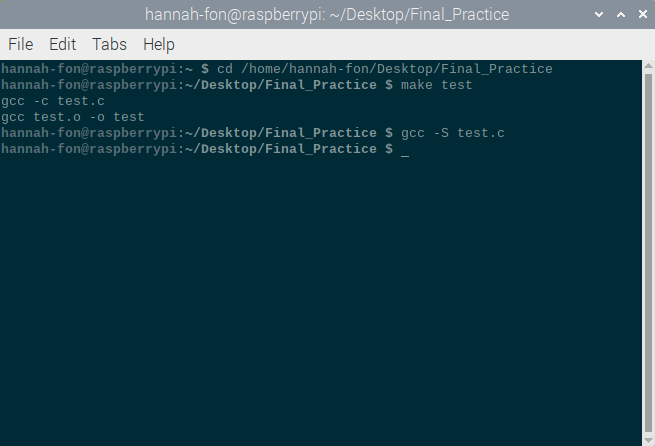 hannah-fon@raspberrypi: ~/Desktop/Final_Practice
File Edit Tabs Help
hannah-fon@raspberrypi:~ $ cd /home/hannah-fon/Desktop/Final_Practice
hannah-fon@raspberrypi:~/Desktop/Final_Practice $ make test
gcc -c test.c
gcc test.o -o test
hannah-fon@raspberrypi:~/Desktop/Final_Practice $ gcc -S test.c
hannah-fon@raspberrypi:~/Desktop/Final_Practice $ _